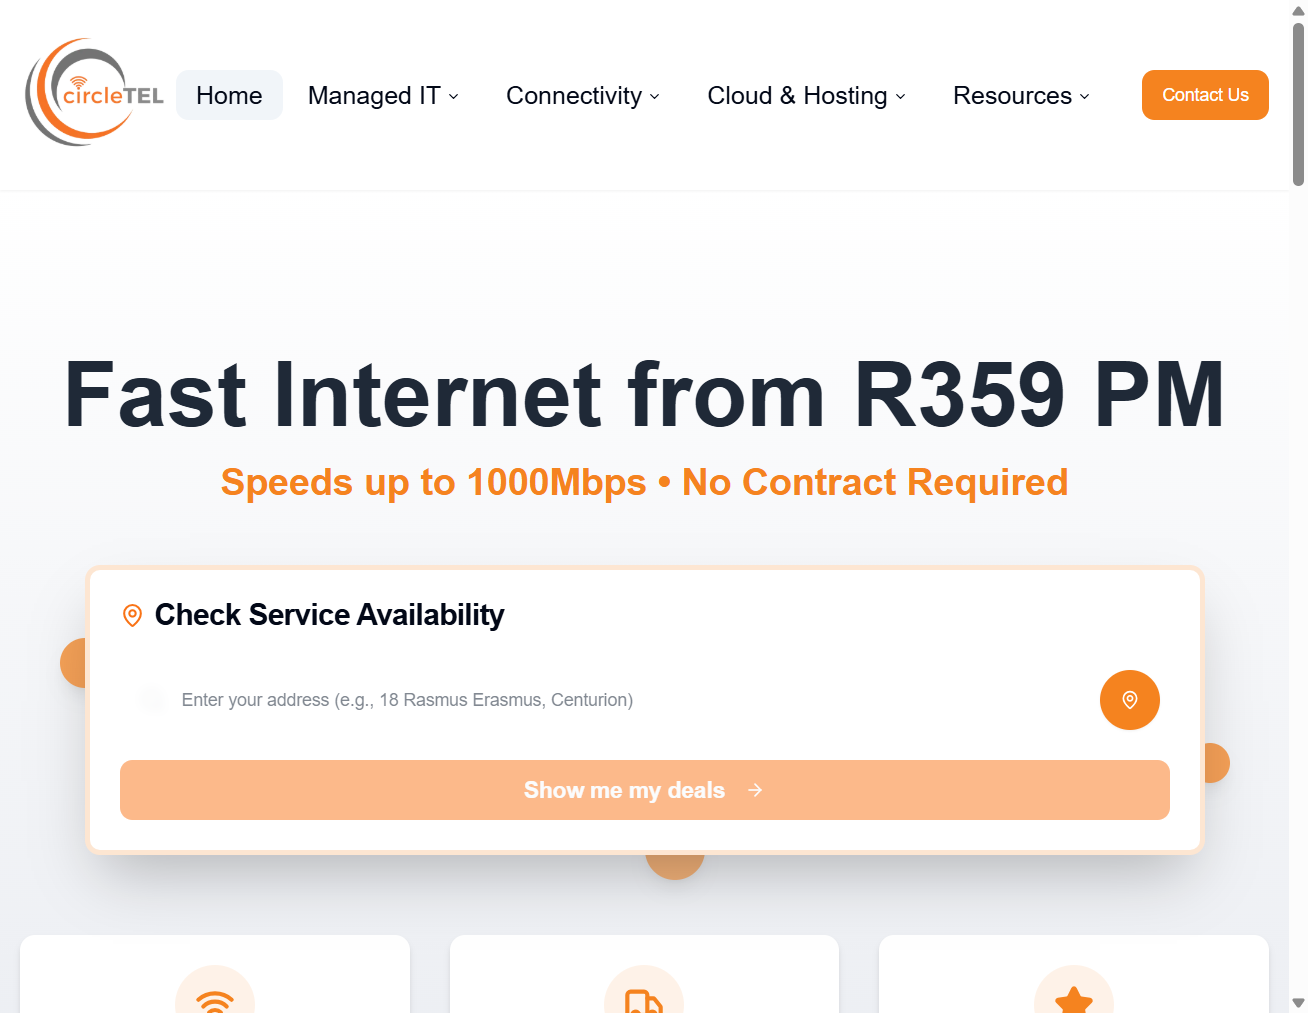 circleTEL
Home
Managed IT
Connectivity
Cloud & Hosting
Resources
Contact Us
Fast Internet from R359 PM
Speeds up to 1000Mbps • No Contract Required
Check Service Availability
Enter your address (e.g., 18 Rasmus Erasmus, Centurion)
Show me my deals